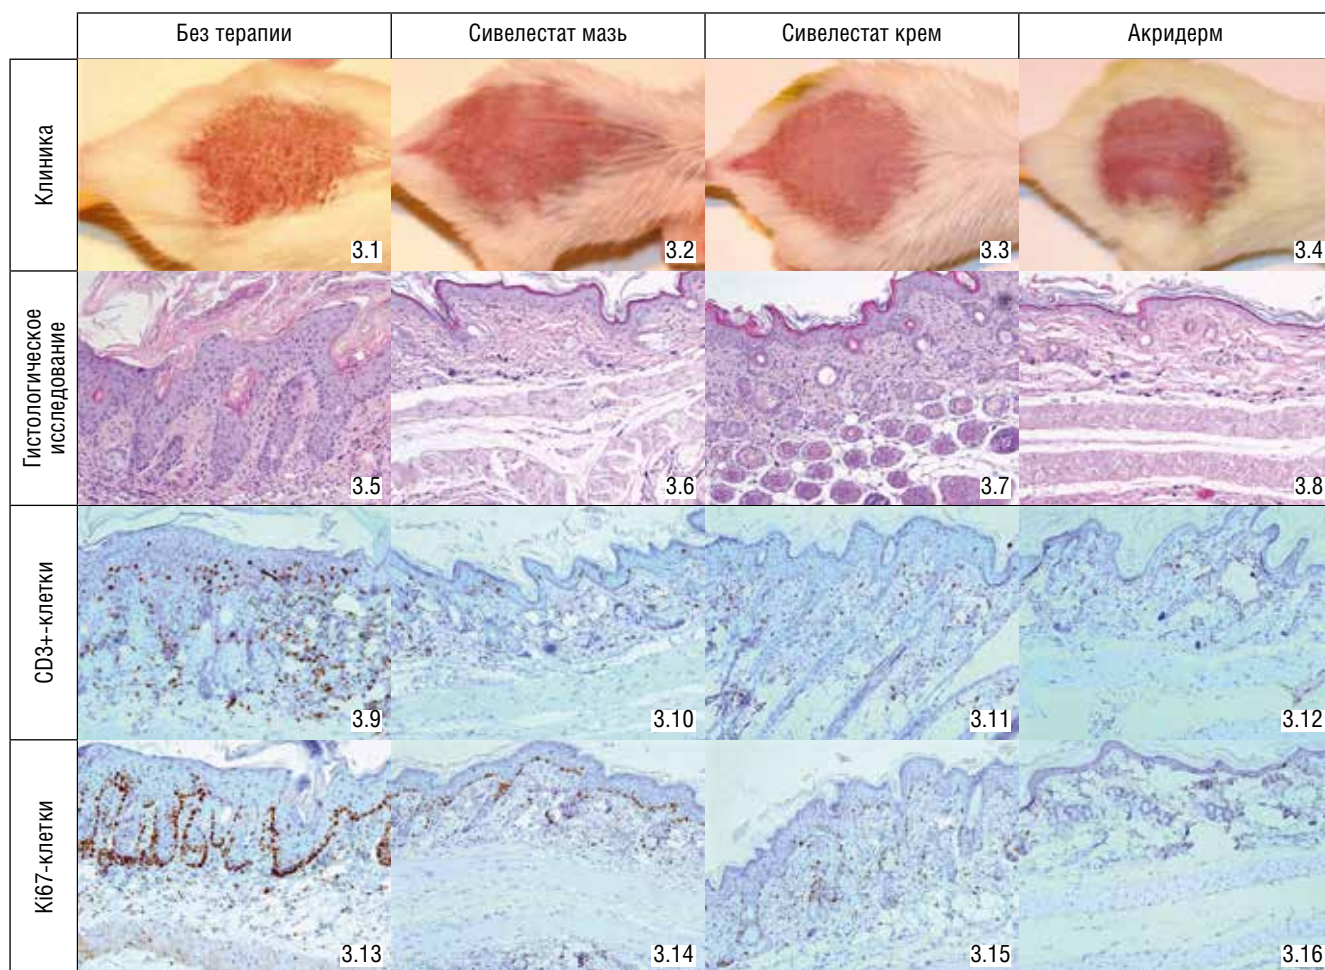 Без терапии
Сивелестат мазь
Сивелестат крем
Акридерм
Клиника
3.1
3.2
3.3
3.4
Гистологическое
исследование
3.5
3.6
3.7
3.8
CD3+-клетки
3.9
3.10
3.11
3.12
Ki67-клетки
3.13
3.14
3.15
3.16